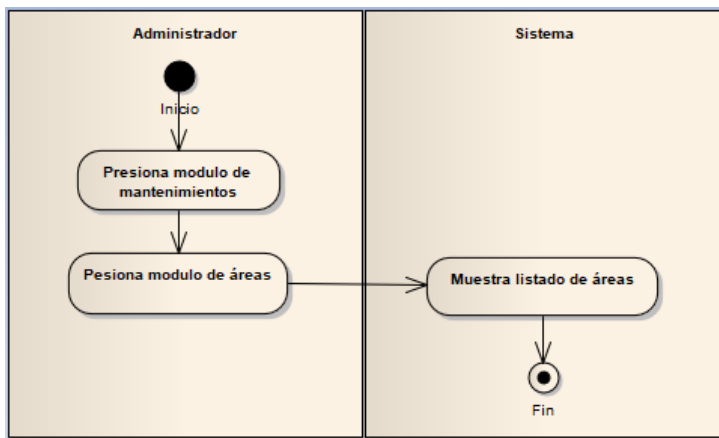 Administrador
Sistema
Inicio
Presiona modulo de
mantenimientos
Pesiona modulo de áreas
Muestra listado de áreas
Fin